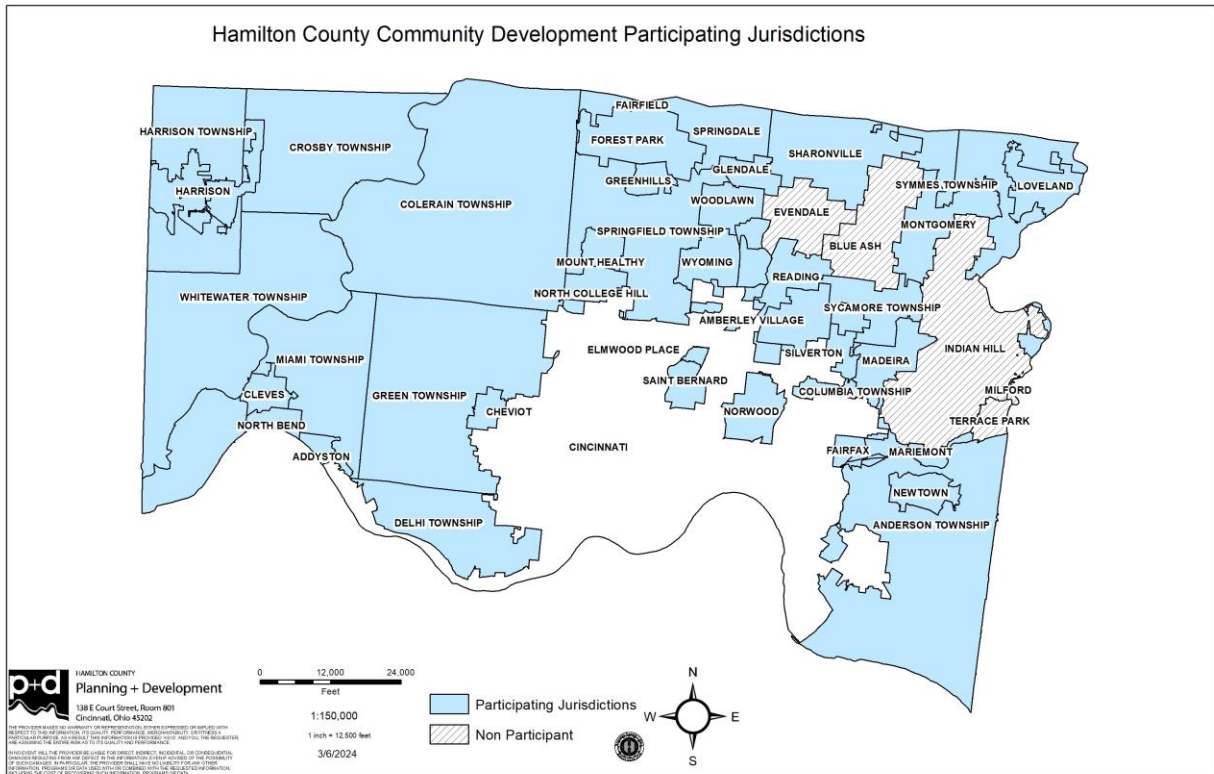 Hamilton County Community Development Participating Jurisdictions
FAIRFIELD
HARRISON TOWNSHIP
SPRINGDALE
FOREST PARK
CROSBY TOWNSHIP
SHARONVILLE
GLENDALE
GREENHILLS
SYMMES TOWNSHIP
LOVELAND
HARRISON
WOODLAWN
COLERAIN TOWNSHIP
EVENDALE
MONTGOMERY
SPRINGFIELD TOWNSHIP
BLUE ASH
MOUNT HEALTHY
WYOMING
READING
WHITEWATER TOWNSHIP
NORTH COLLEGE HILL
SYCAMORE TOWNSHIP
AMBERLEY VILLAGE
ELMWOOD PLACE
SILVERTON
INDIAN HILL
MIAMI TOWNSHIP
MADEIRA
SAINT BERNARD
CLEVES
GREEN TOWNSHIP
COLUMBIA TOWNSHIP
MILFORD
CHEVIOT
NORWOOD
TERRACE PARK
NORTH BEND
CINCINNATI
FAIRFAX
MARIEMONT
ADDYSTON
NEWTOWN
DELHI TOWNSHIP
ANDERSON TOWNSHIP
p+d
HAMILTON COUNTY
Planning + Development
138 E Court Street, Room 801
Cincinnati, Ohio 45202
0 12,000 24,000
Feet
1:150,000
1 inch = 12,500 feet
3/6/2024
Participating Jurisdictions
Non Participant
N
W E
S